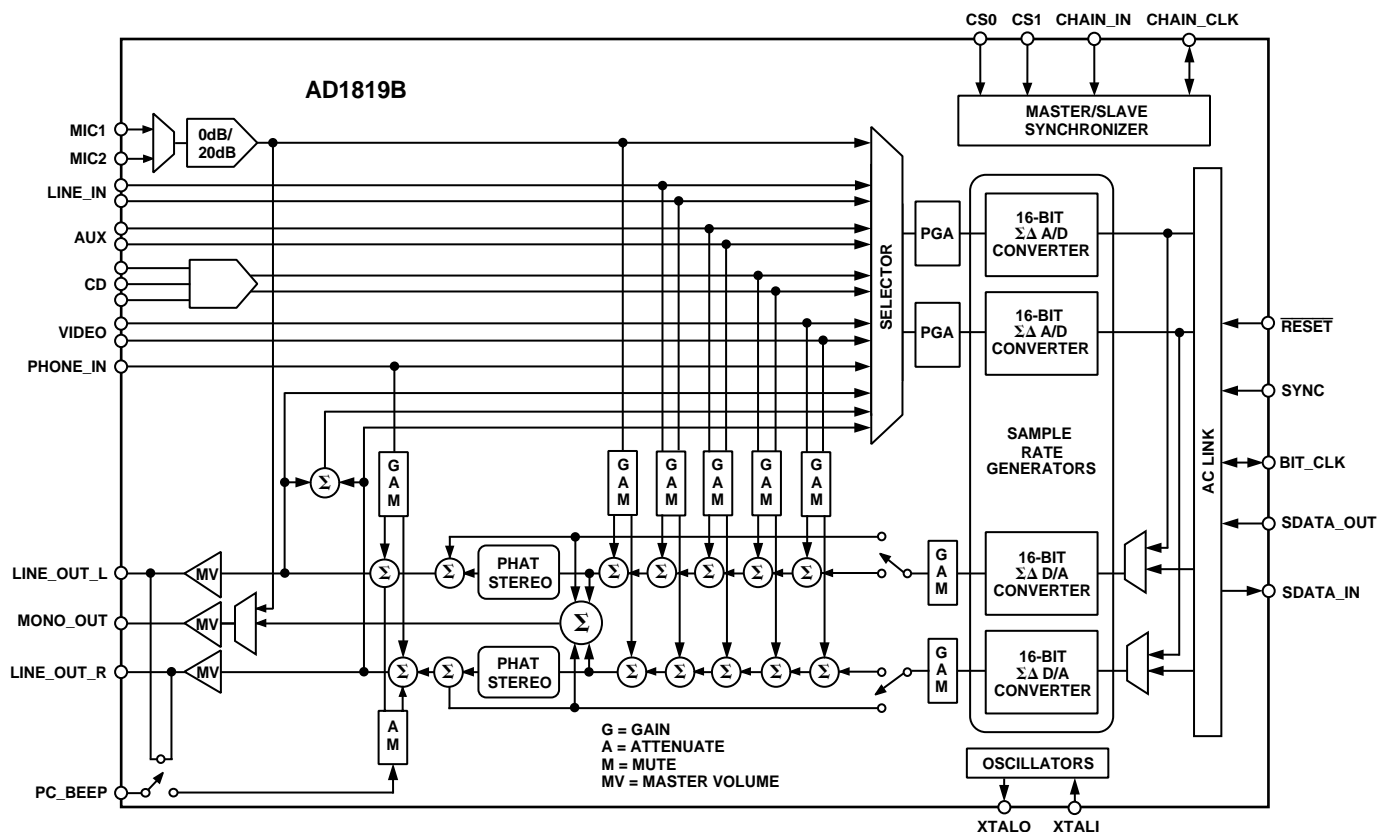 CS0 CS1 CHAIN_IN CHAIN_CLK
AD1819B
MASTER/SLAVE
SYNCHRONIZER
MIC1
MIC2
0dB/
20dB
LINE_IN
AUX
CD
VIDEO
PHONE_IN
SELECTOR
PGA
PGA
16-BIT
ΣΔ A/D
CONVERTER
16-BIT
ΣΔ A/D
CONVERTER
SAMPLE
RATE
GENERATORS
AC LINK
RESET
SYNC
BIT_CLK
SDATA_OUT
SDATA_IN
Σ
G
A
M
G
A
M
G
A
M
G
A
M
G
A
M
G
A
M
LINE_OUT_L
MV
Σ
Σ
PHAT
STEREO
Σ
Σ
Σ
Σ
Σ
G
A
M
16-BIT
ΣΔ D/A
CONVERTER
MONO_OUT
MV
Σ
LINE_OUT_R
MV
Σ
Σ
PHAT
STEREO
Σ
Σ
Σ
Σ
Σ
G
A
M
16-BIT
ΣΔ D/A
CONVERTER
A
M
G = GAIN
A = ATTENUATE
M = MUTE
MV = MASTER VOLUME
PC_BEEP
OSCILLATORS
XTALO XTALI